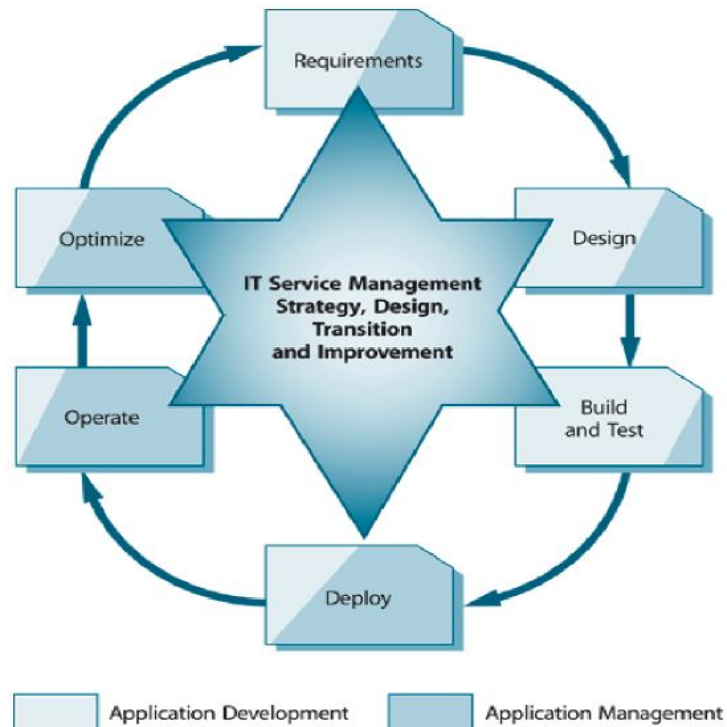 Requirements
Optimize
Design
IT Service Management
Strategy, Design,
Transition
and Improvement
Operate
Build
and Test
Deploy
Application Development
Application Management